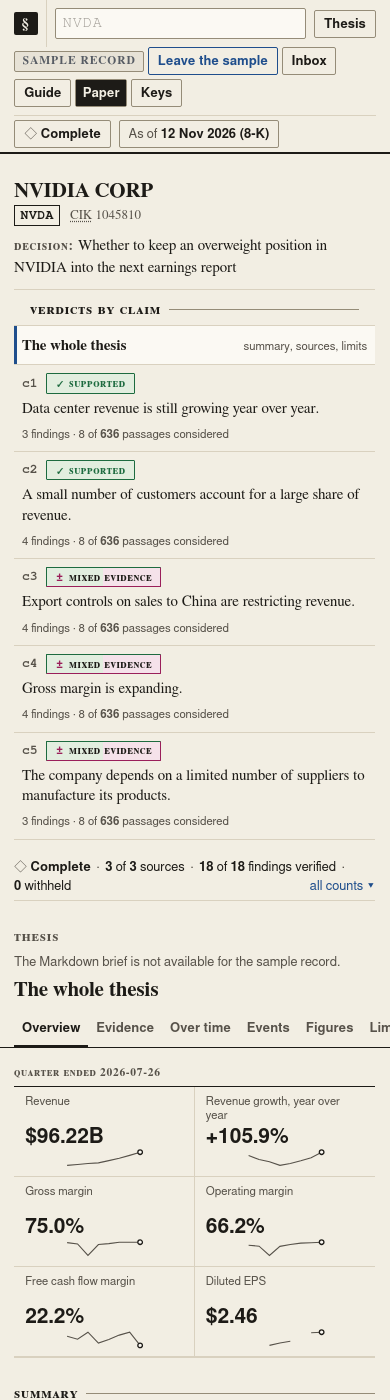 § NVDA Thesis
SAMPLE RECORD Leave the sample Inbox
Guide Paper Keys
◇ Complete As of 12 Nov 2026 (8-K)
NVIDIA CORP
NVDA CIK 1045810
DECISION: Whether to keep an overweight position in
NVIDIA into the next earnings report
VERDICTS BY CLAIM
The whole thesis summary, sources, limits
c1 ✓ SUPPORTED
Data center revenue is still growing year over year.
3 findings · 8 of 636 passages considered
c2 ✓ SUPPORTED
A small number of customers account for a large share of
revenue.
4 findings · 8 of 636 passages considered
c3 ± MIXED EVIDENCE
Export controls on sales to China are restricting revenue.
4 findings · 8 of 636 passages considered
c4 ± MIXED EVIDENCE
Gross margin is expanding.
4 findings · 8 of 636 passages considered
c5 ± MIXED EVIDENCE
The company depends on a limited number of suppliers to
manufacture its products.
3 findings · 8 of 636 passages considered
◇ Complete · 3 of 3 sources · 18 of 18 findings verified ·
0 withheld all counts ▾
THESIS
The Markdown brief is not available for the sample record.
The whole thesis
Overview Evidence Over time Events Figures Lim
QUARTER ENDED 2026-07-26
Revenue
$96.22B
Revenue growth, year over
year
+105.9%
Gross margin
75.0%
Operating margin
66.2%
Free cash flow margin
22.2%
Diluted EPS
$2.46
SUMMARY